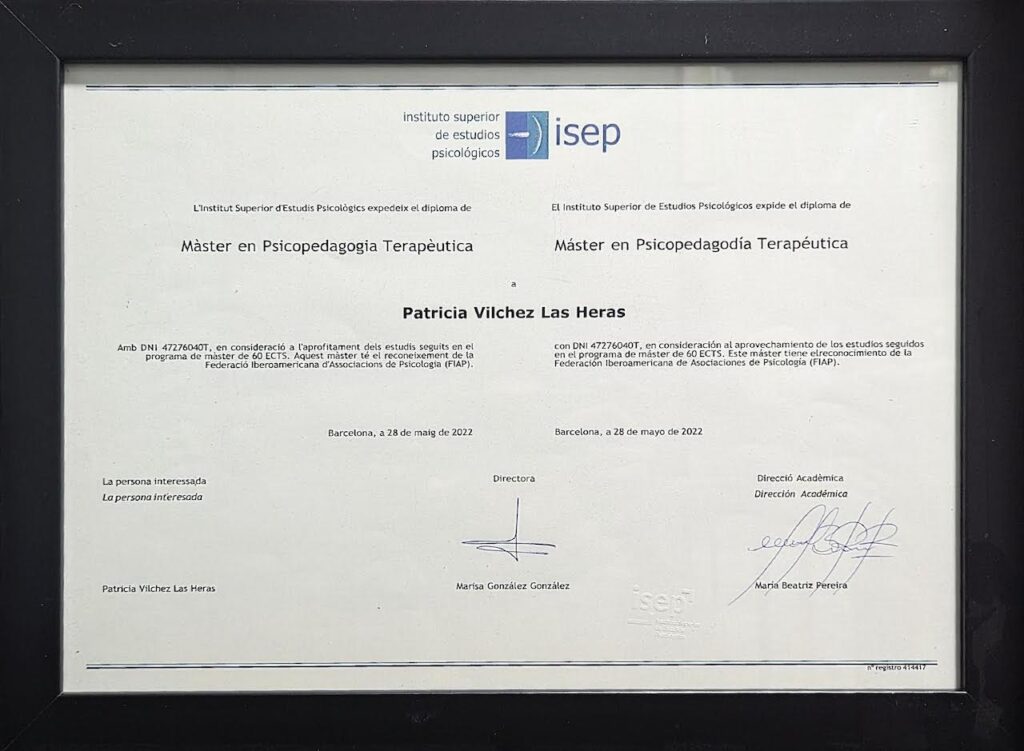 instituto superior
de estudios
psicológicos
isep
L'Institut Superior d'Estudis Psicològics expedeix el diploma de
Màster en Psicopedagogia Terapèutica
El Instituto Superior de Estudios Psicológicos expide el diploma de
Máster en Psicopedagodía Terapéutica
a
Patricia Vilchez Las Heras
Amb DNI 47276040T, en consideració a l'aprofitament dels estudis seguits en el
programa de màster de 60 ECTS. Aquest màster té el reconeixement de la
Federació Iberoamericana d'Associacions de Psicologia (FIAP).
con DNI 47276040T, en consideración al aprovechamiento de los estudios seguidos
en el programa de máster de 60 ECTS. Este máster tiene elreconocimiento de la
Federación Iberoamericana de Asociaciones de Psicología (FIAP).
Barcelona, a 28 de maig de 2022
Barcelona, a 28 de mayo de 2022
La persona interessada
La persona interesada
Patricia Vilchez Las Heras
Directora
Marisa González González
Direcció Acadèmica
Dirección Académica
María Beatriz Pereira
isep
nº registro 414417